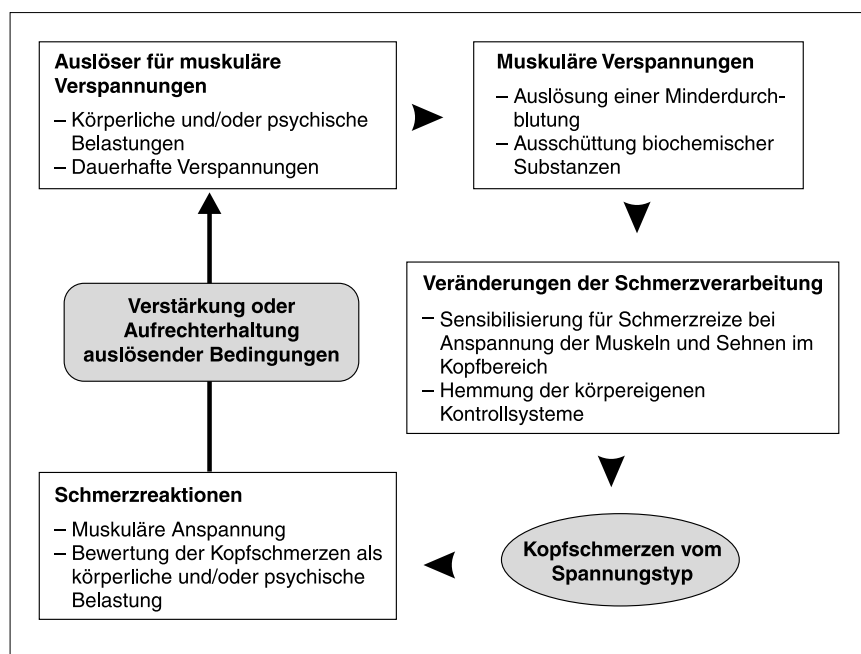 Auslöser für muskuläre
Verspannungen
– Körperliche und/oder psychische
Belastungen
– Dauerhafte Verspannungen
Muskuläre Verspannungen
– Auslösung einer Minderdurch-
blutung
– Ausschüttung biochemischer
Substanzen
Veränderungen der Schmerzverarbeitung
– Sensibilisierung für Schmerzreize bei
Anspannung der Muskeln und Sehnen im
Kopfbereich
– Hemmung der körpereigenen
Kontrollsysteme
Kopfschmerzen vom
Spannungstyp
Schmerzreaktionen
– Muskuläre Anspannung
– Bewertung der Kopfschmerzen als
körperliche und/oder psychische
Belastung
Verstärkung oder
Aufrechterhaltung
auslösender Bedingungen